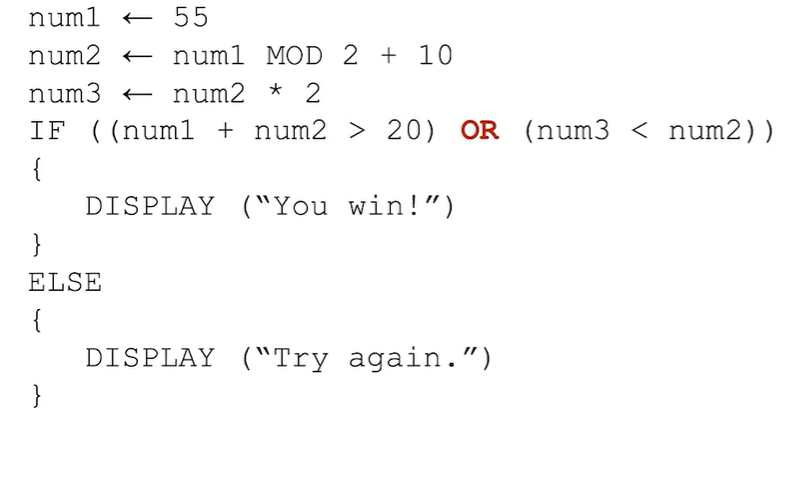 num1 ← 55
num2 ← num1 MOD 2 + 10
num3 ← num2 * 2
IF ((num1 + num2 > 20) OR (num3 < num2))
{
DISPLAY (“You win!”)
}
ELSE
{
DISPLAY (“Try again.”)
}